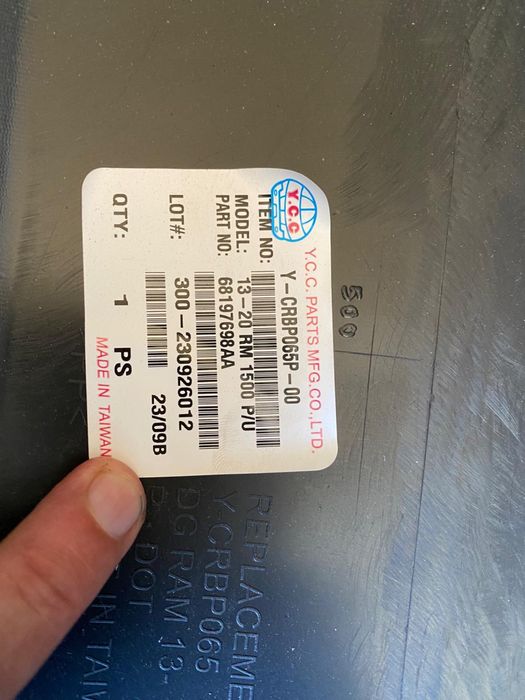 Y.C.C
Y.C.C. PARTS MFG.CO.,LTD.
ITEM NO: Y-CRBP065P-00
MODEL: 13-20 RM 1500 P/U
PART NO: 68197698AA
LOT#: 300-230926012
23/09B
QTY: 1 PS
MADE IN TAIWAN
500
REPLACEME
Y-CRBP065
DG RAM 13-
DOT
IN TAIW